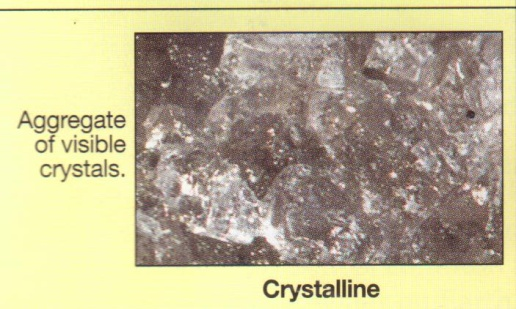 Aggregate
of visible
crystals.
Crystalline